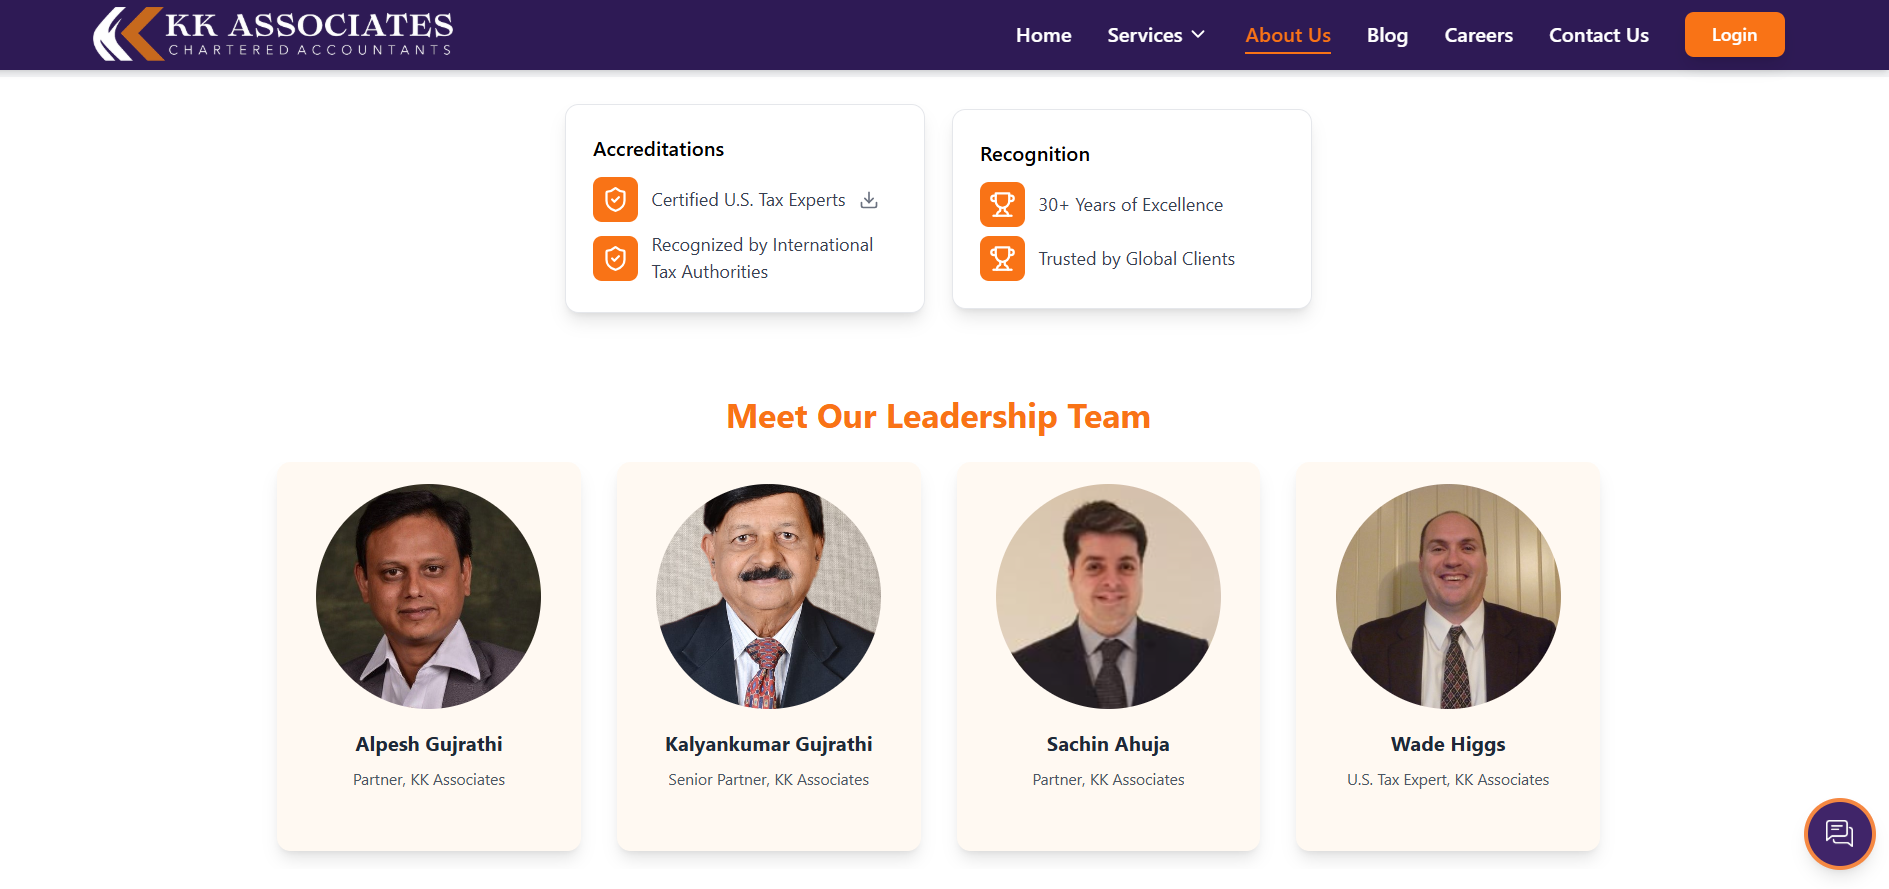 KK ASSOCIATES
CHARTERED ACCOUNTANTS
Home
Services
About Us
Blog
Careers
Contact Us
Login
Accreditations
Certified U.S. Tax Experts
Recognized by International
Tax Authorities
Recognition
30+ Years of Excellence
Trusted by Global Clients
Meet Our Leadership Team
Alpesh Gujrathi
Partner, KK Associates
Kalyankumar Gujrathi
Senior Partner, KK Associates
Sachin Ahuja
Partner, KK Associates
Wade Higgs
U.S. Tax Expert, KK Associates